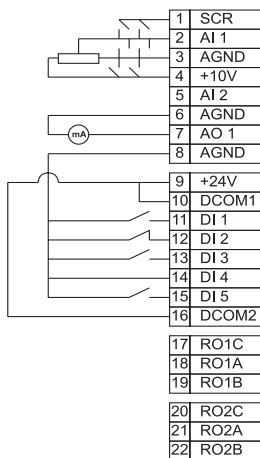 1 SCR
2 AI 1
3 AGND
4 +10V
5 AI 2
6 AGND
mA 7 AO 1
8 AGND
9 +24V
10 DCOM1
11 DI 1
12 DI 2
13 DI 3
14 DI 4
15 DI 5
16 DCOM2
17 RO1C
18 RO1A
19 RO1B
20 RO2C
21 RO2A
22 RO2B